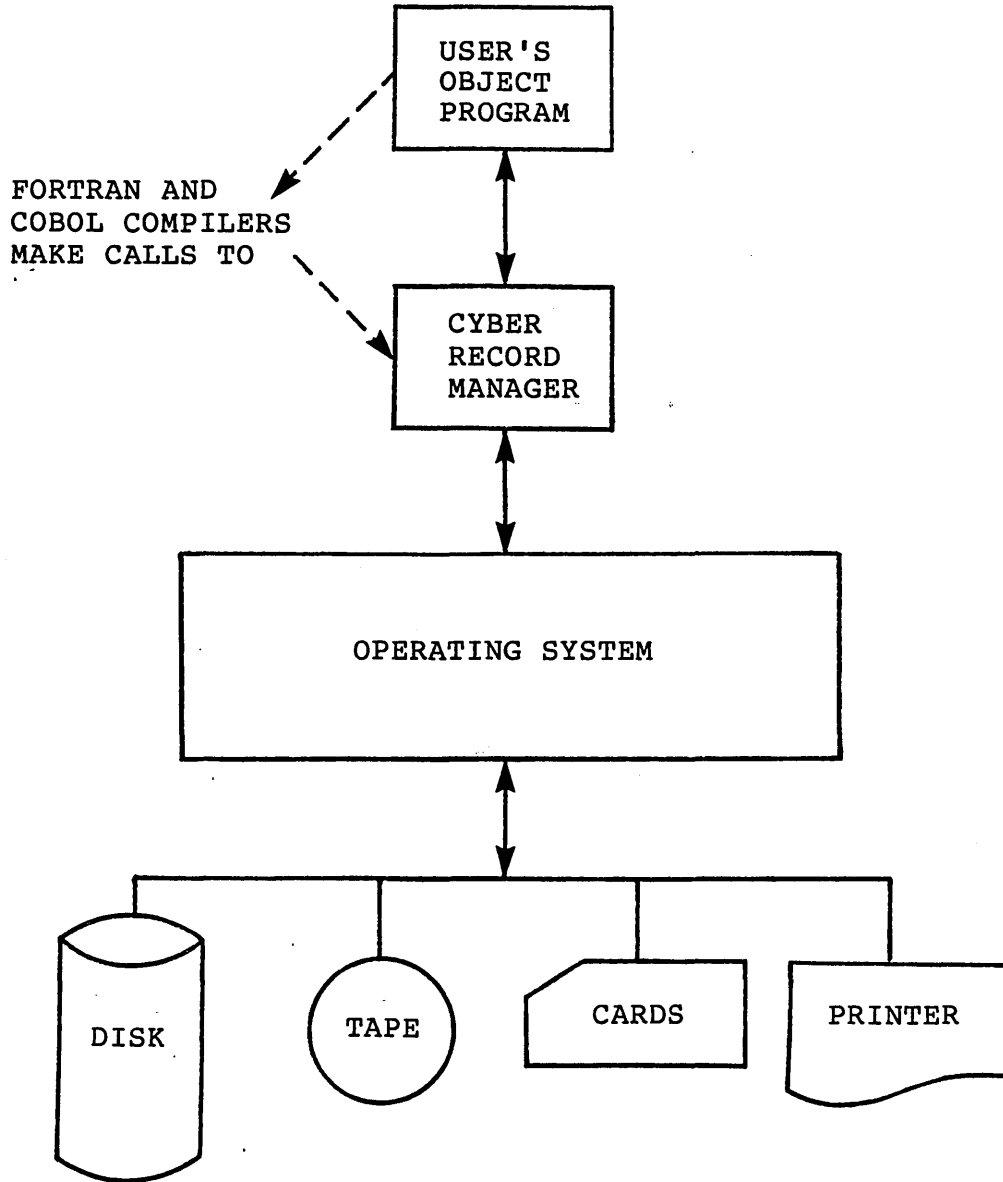 USER'S
OBJECT
PROGRAM
FORTRAN AND
COBOL COMPILERS
MAKE CALLS TO
CYBER
RECORD
MANAGER
OPERATING SYSTEM
DISK
TAPE
CARDS
PRINTER